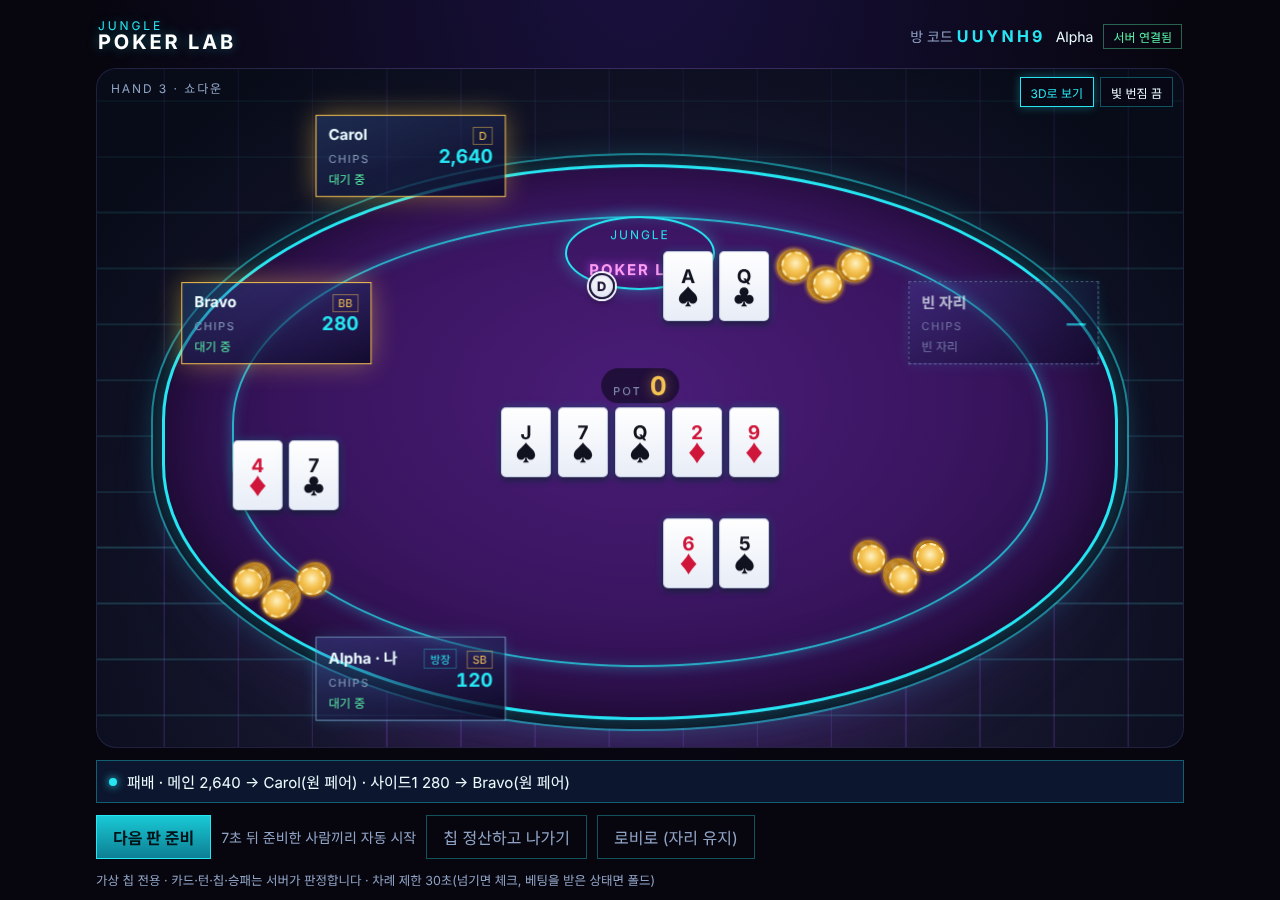 JUNGLE
POKER LAB
방 코드 UUYNH9 Alpha 서버 연결됨
HAND 3 · 쇼다운
3D로 보기 빛 번짐 끔
Carol D
CHIPS 2,640
대기 중
JUNGLE
POKER L
D
A Q
Bravo BB
CHIPS 280
대기 중
빈 자리
CHIPS —
빈 자리
POT 0
J 7 Q 2 9
4 7
6 5
Alpha · 나 방장 SB
CHIPS 120
대기 중
패배 · 메인 2,640 → Carol(원 페어) · 사이드1 280 → Bravo(원 페어)
다음 판 준비 7초 뒤 준비한 사람끼리 자동 시작 칩 정산하고 나가기 로비로 (자리 유지)
가상 칩 전용 · 카드·턴·칩·승패는 서버가 판정합니다 · 차례 제한 30초(넘기면 체크, 베팅을 받은 상태면 폴드)